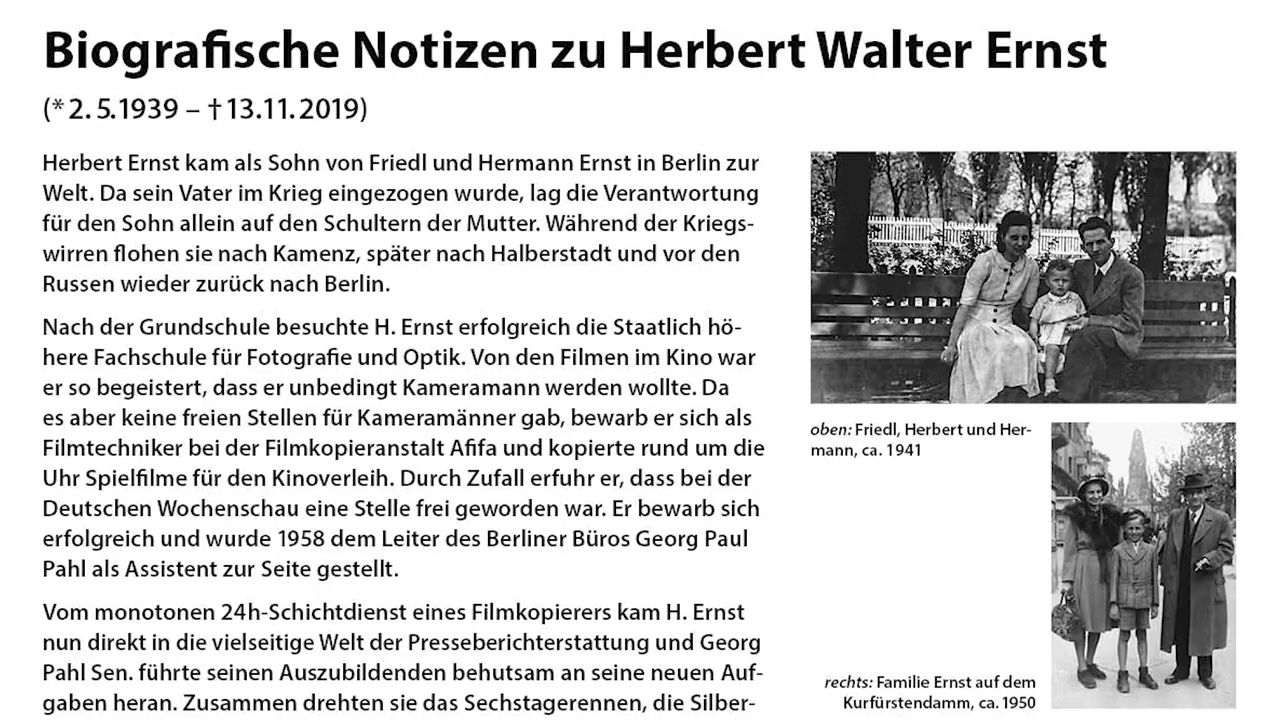 Biografische Notizen zu Herbert Walter Ernst
(* 2. 5. 1939 – † 13. 11. 2019)
Herbert Ernst kam als Sohn von Friedl und Hermann Ernst in Berlin zur
Welt. Da sein Vater im Krieg eingezogen wurde, lag die Verantwortung
für den Sohn allein auf den Schultern der Mutter. Während der Kriegs-
wirren flohen sie nach Kamenz, später nach Halberstadt und vor den
Russen wieder zurück nach Berlin.
Nach der Grundschule besuchte H. Ernst erfolgreich die Staatlich hö-
here Fachschule für Fotografie und Optik. Von den Filmen im Kino war
er so begeistert, dass er unbedingt Kameramann werden wollte. Da
es aber keine freien Stellen für Kameramänner gab, bewarb er sich als
Filmtechniker bei der Filmkopieranstalt Afifa und kopierte rund um die
Uhr Spielfilme für den Kinoverleih. Durch Zufall erfuhr er, dass bei der
Deutschen Wochenschau eine Stelle frei geworden war. Er bewarb sich
erfolgreich und wurde 1958 dem Leiter des Berliner Büros Georg Paul
Pahl als Assistent zur Seite gestellt.
Vom monotonen 24h-Schichtdienst eines Filmkopierers kam H. Ernst
nun direkt in die vielseitige Welt der Presseberichterstattung und Georg
Pahl Sen. führte seinen Auszubildenden behutsam an seine neuen Auf-
gaben heran. Zusammen drehten sie das Sechstagerennen, die Silber-
oben: Friedl, Herbert und Her-
mann, ca. 1941
rechts: Familie Ernst auf dem
Kurfürstendamm, ca. 1950